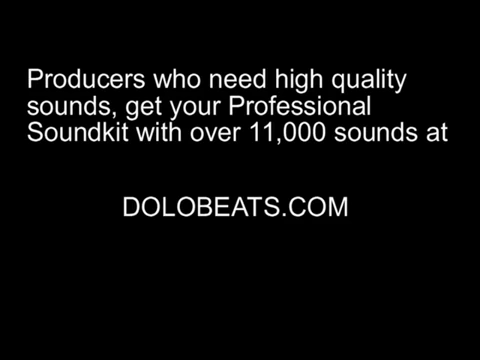 Producers who need high quality
sounds, get your Professional
Soundkit with over 11,000 sounds at
DOLOBEATS.COM